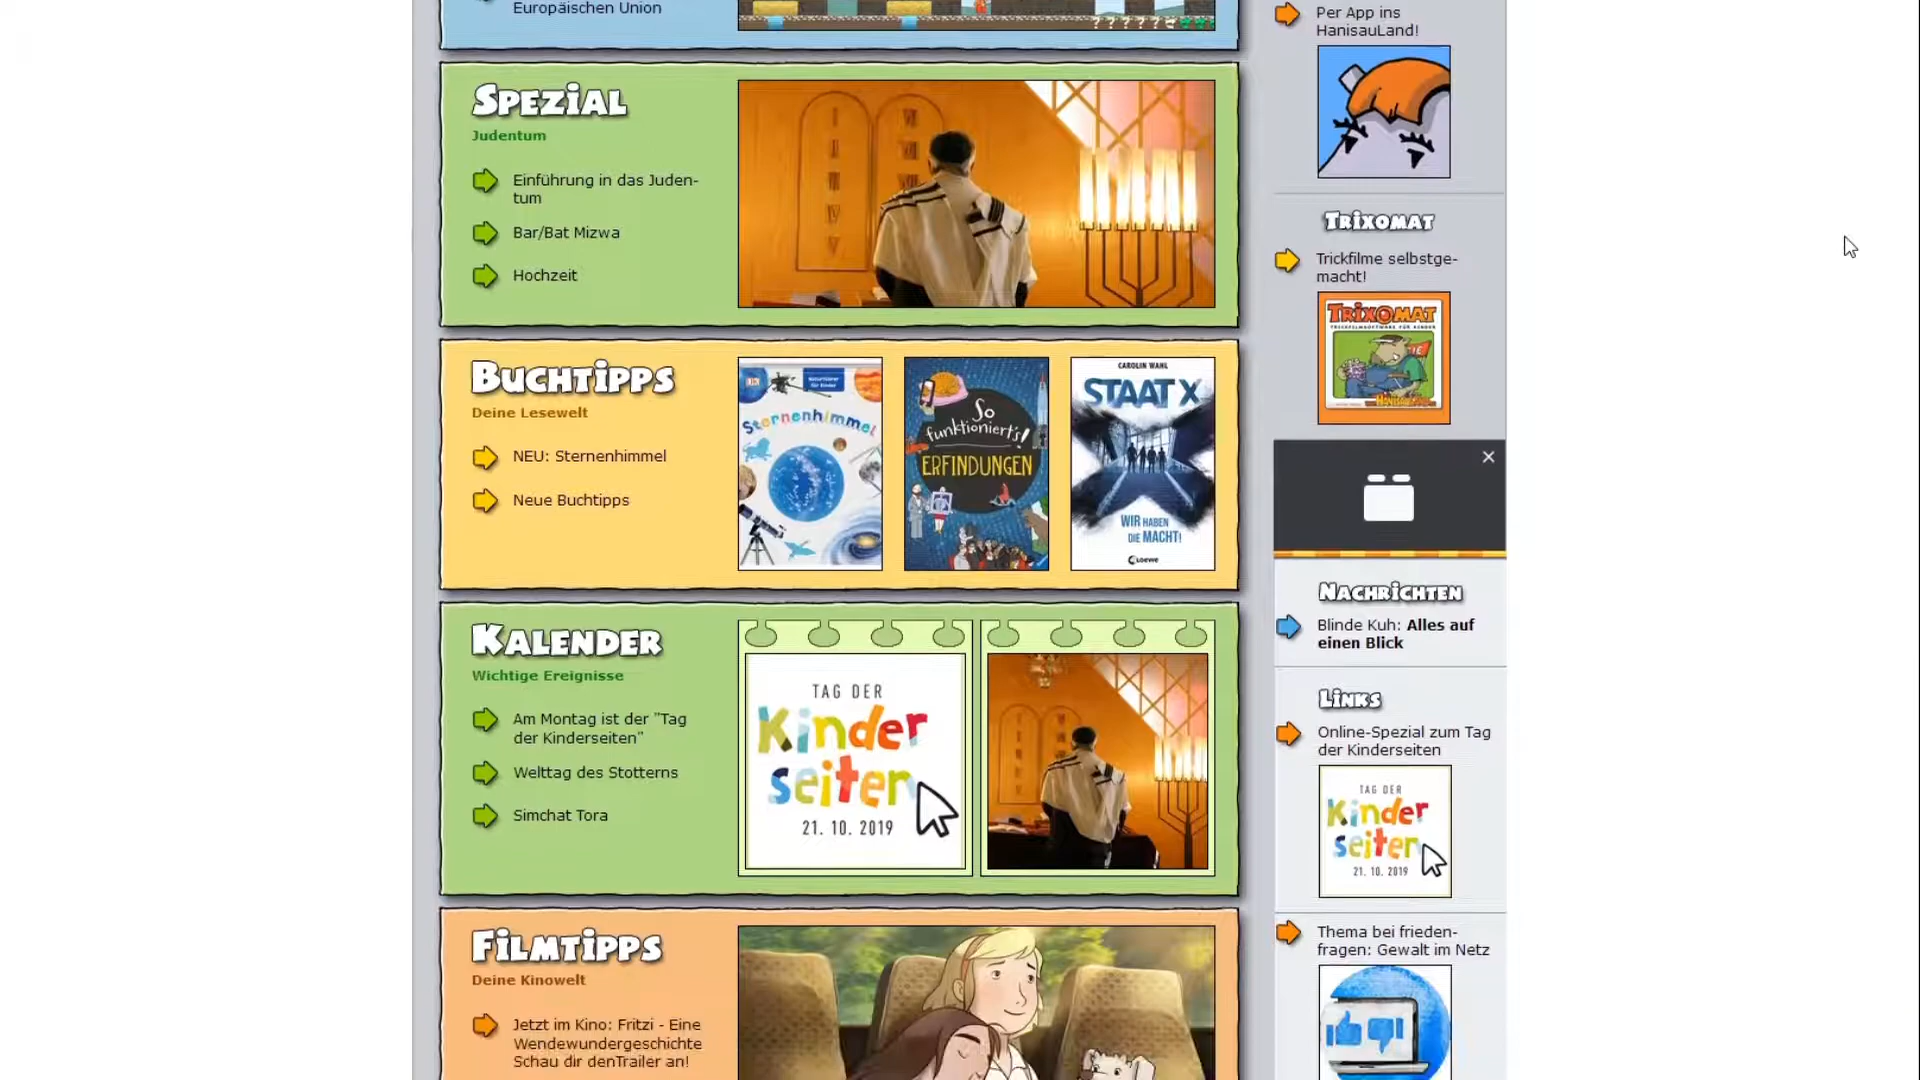 Europäischen Union
Spezial
Judentum
Einführung in das Juden-
tum
Bar/Bat Mizwa
Hochzeit
Buchtipps
Deine Lesewelt
NEU: Sternenhimmel
Neue Buchtipps
Sternenhimmel
So
funktioniert's!
ERFINDUNGEN
CAROLIN WAHL
STAAT X
WIR HABEN
DIE MACHT!
Loewe
Kalender
Wichtige Ereignisse
Am Montag ist der "Tag
der Kinderseiten"
Welttag des Stotterns
Simchat Tora
TAG DER
Kinder
seiten
21. 10. 2019
Filmtipps
Deine Kinowelt
Jetzt im Kino: Fritzi - Eine
Wendewundergeschichte
Schau dir denTrailer an!
Per App ins
HanisauLand!
Trixomat
Trickfilme selbstge-
macht!
TRIXOMAT
TRICKFILMSOFTWARE FÜR KINDER
Nachrichten
Blinde Kuh: Alles auf
einen Blick
Links
Online-Spezial zum Tag
der Kinderseiten
TAG DER
Kinder
seiten
21. 10. 2019
Thema bei frieden-
fragen: Gewalt im Netz